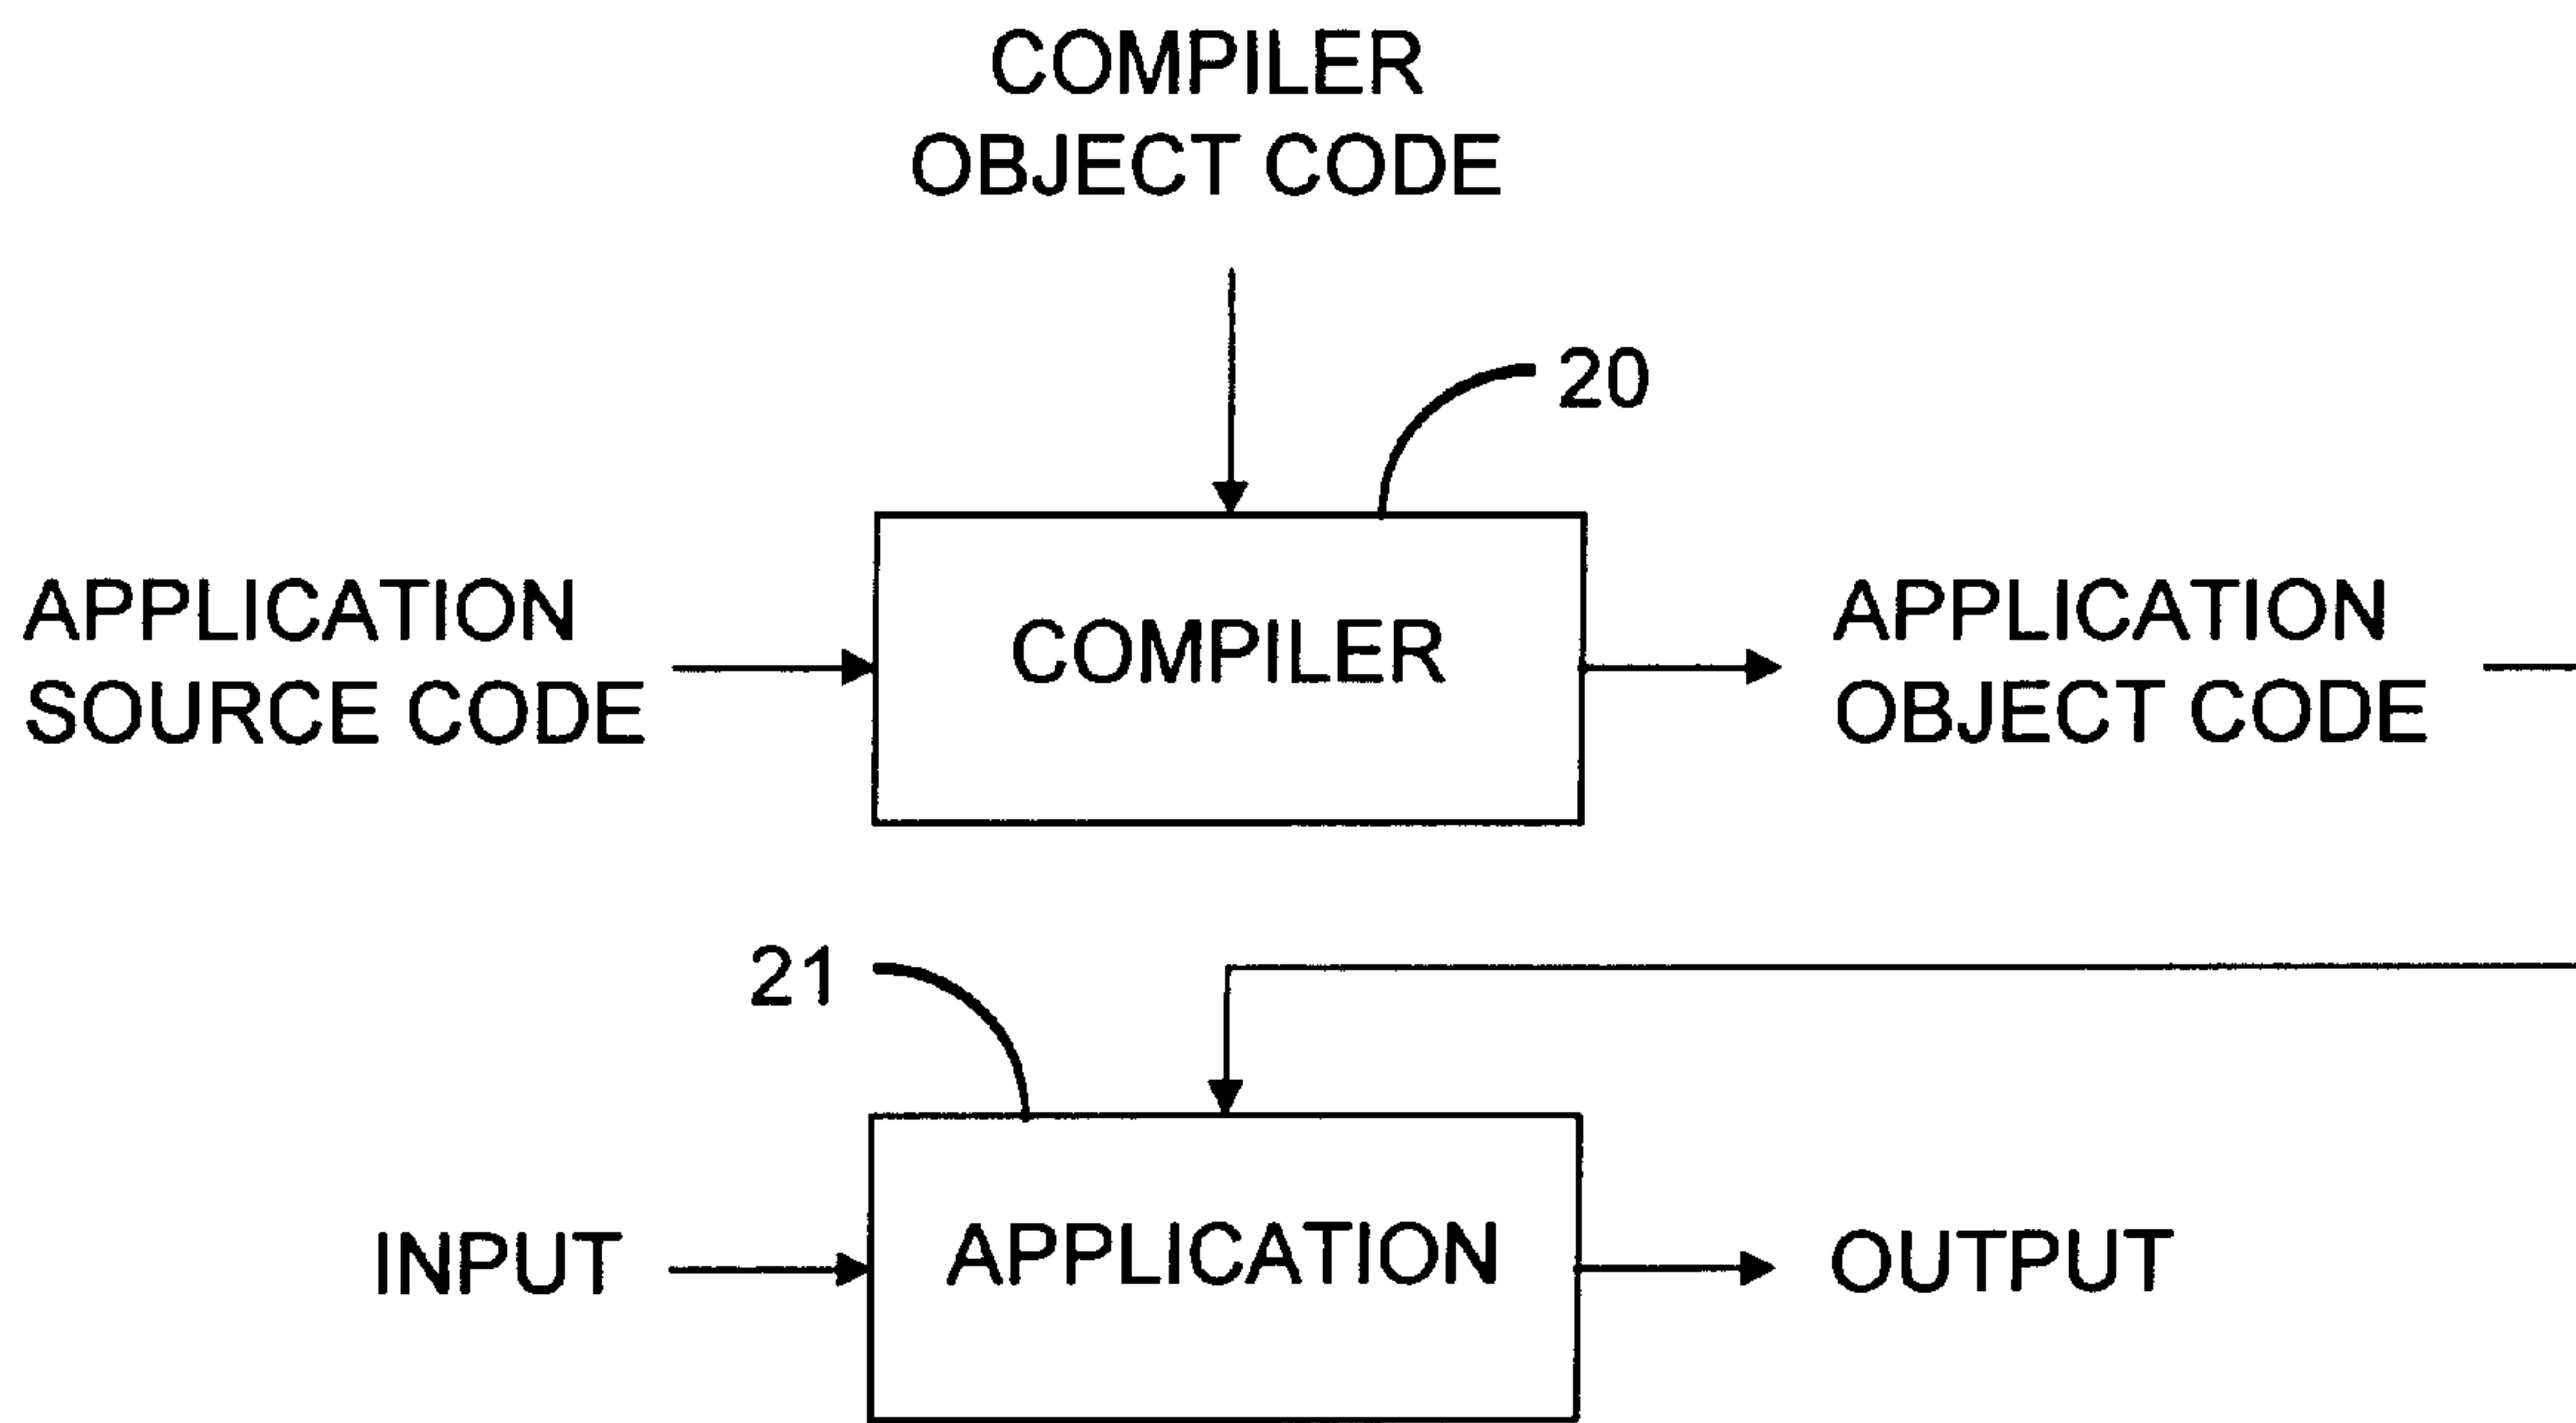 COMPILER
OBJECT CODE
20
APPLICATION
SOURCE CODE
COMPILER
APPLICATION
OBJECT CODE
21
INPUT
APPLICATION
OUTPUT